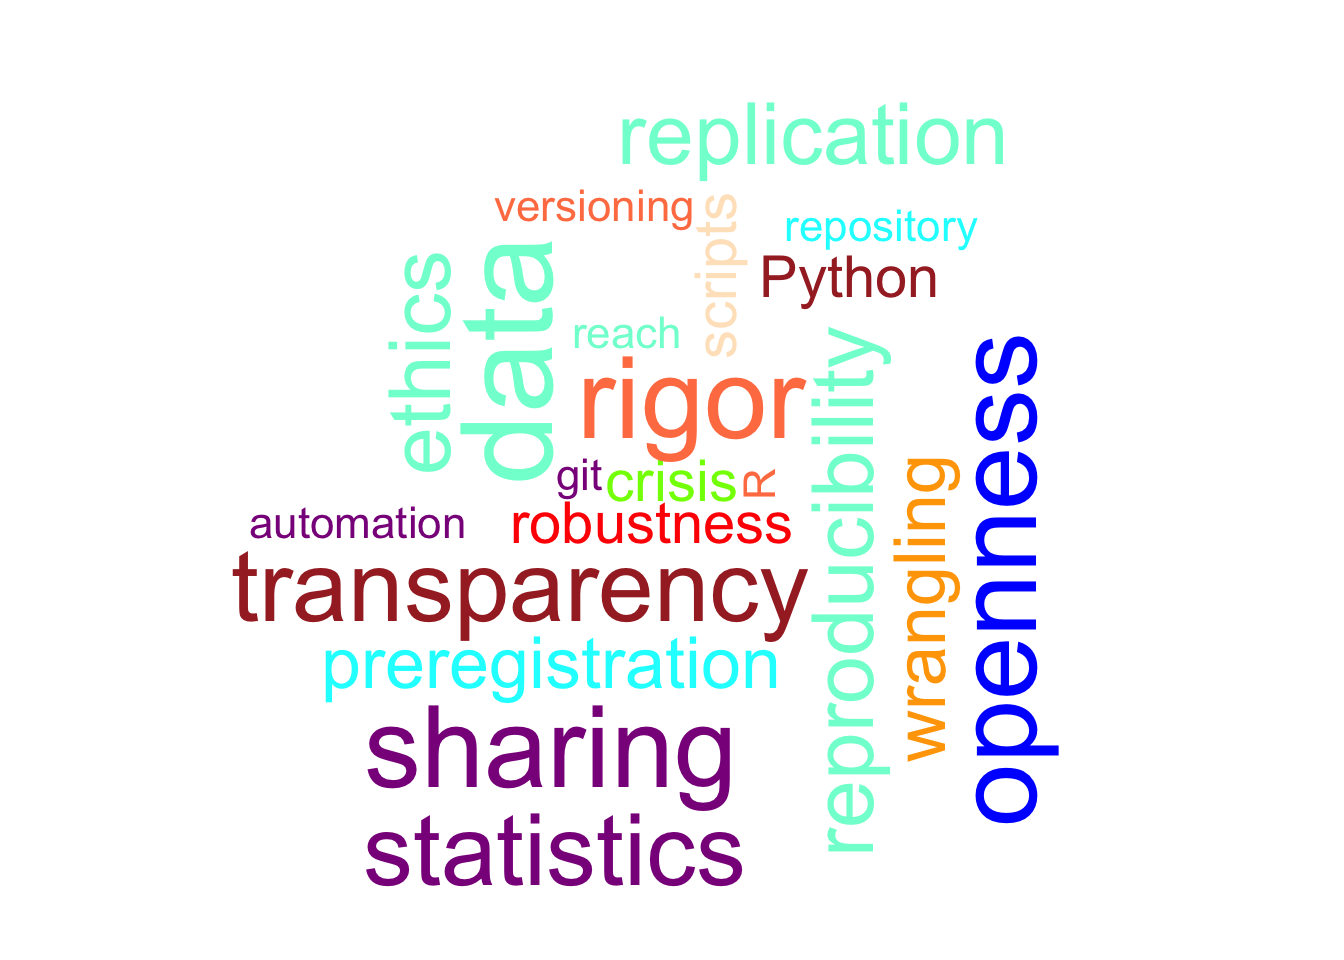 replication
versioning
scripts
repository
Python
ethics
data
reach
rigor
reproducibility
openness
git
crisis
R
wrangling
automation
robustness
transparency
preregistration
sharing
statistics